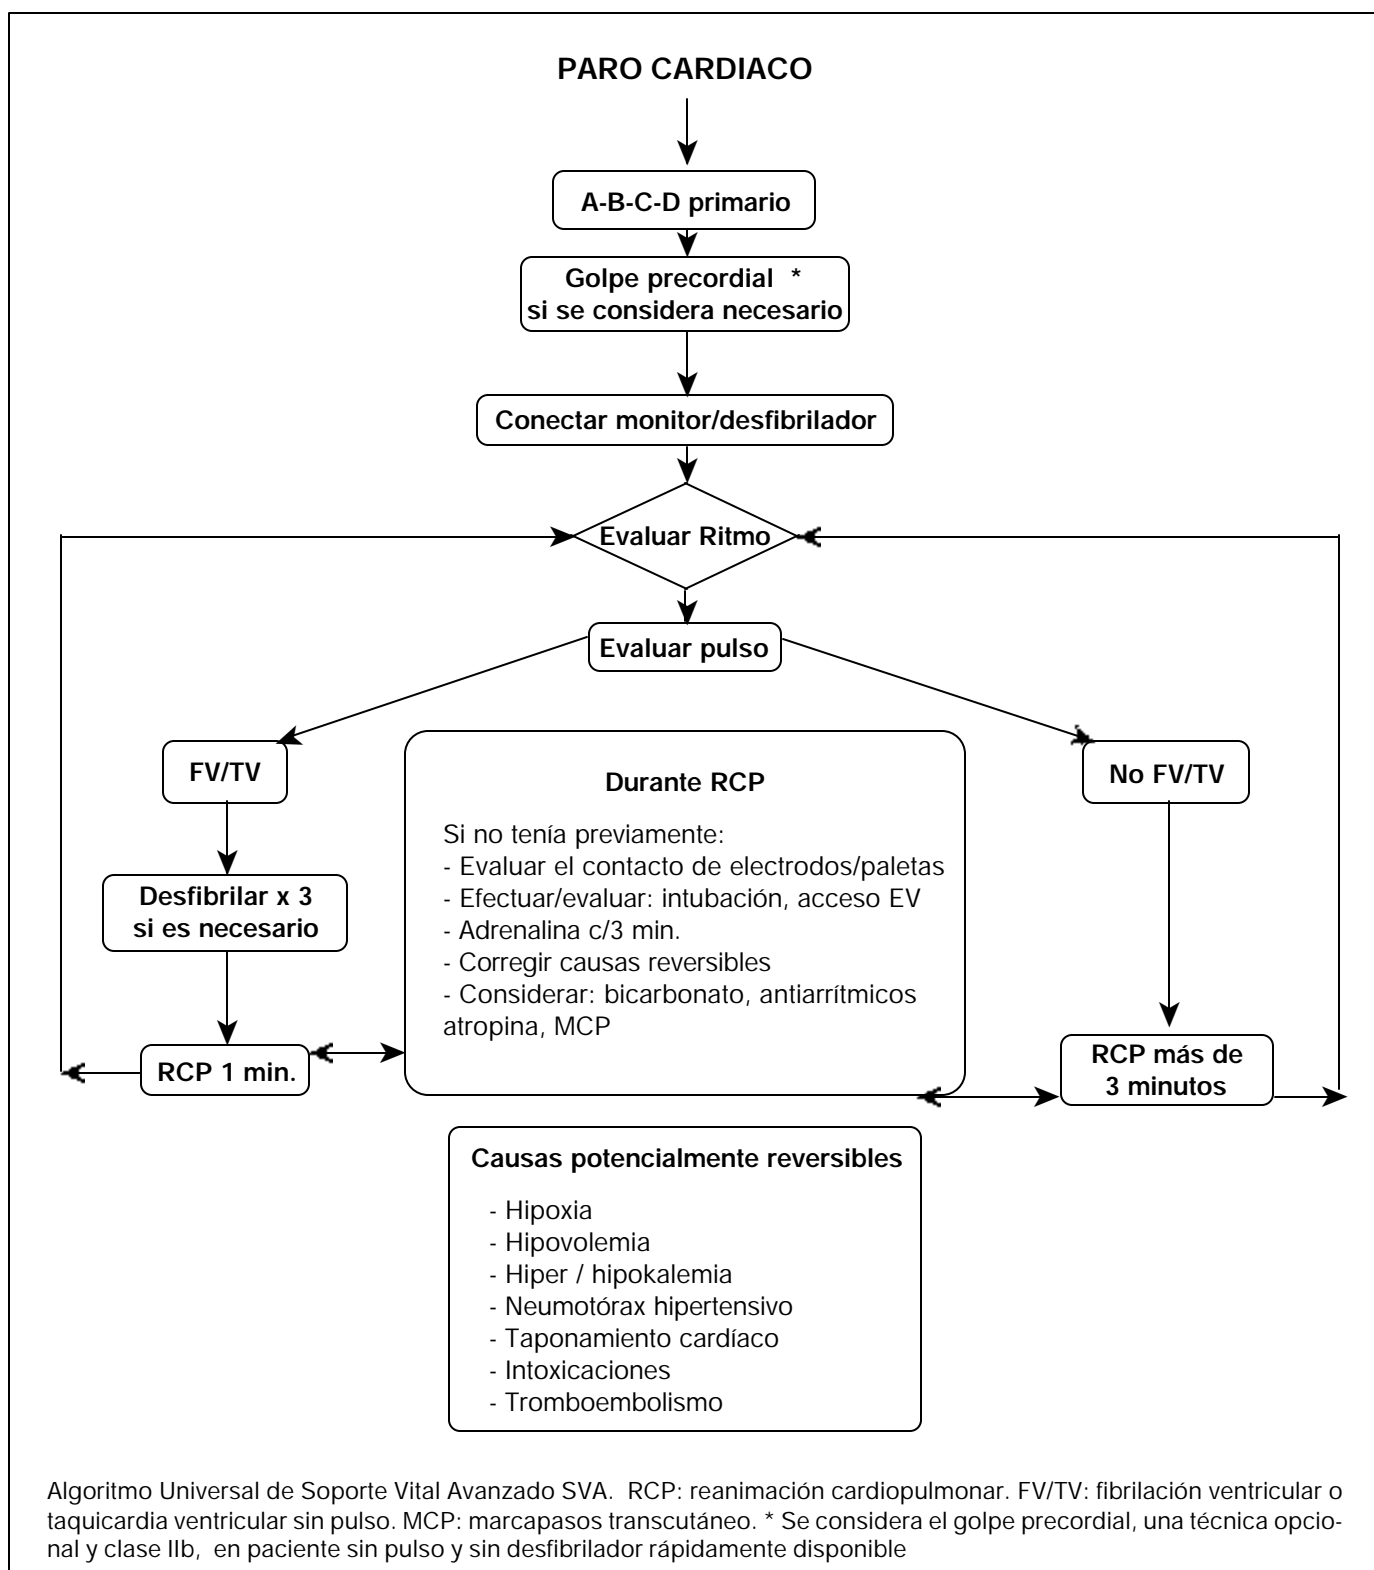 PARO CARDIACO
A-B-C-D primario
Golpe precordial *
si se considera necesario
Conectar monitor/desfibrilador
Evaluar Ritmo
Evaluar pulso
FV/TV
No FV/TV
Desfibrilar x 3
si es necesario
RCP 1 min.
Durante RCP
Si no tenía previamente:
- Evaluar el contacto de electrodos/paletas
- Efectuar/evaluar: intubación, acceso EV
- Adrenalina c/3 min.
- Corregir causas reversibles
- Considerar: bicarbonato, antiarrítmicos
atropina, MCP
RCP más de
3 minutos
Causas potencialmente reversibles
- Hipoxia
- Hipovolemia
- Hiper / hipokalemia
- Neumotórax hipertensivo
- Taponamiento cardíaco
- Intoxicaciones
- Tromboembolismo
Algoritmo Universal de Soporte Vital Avanzado SVA. RCP: reanimación cardiopulmonar. FV/TV: fibrilación ventricular o
taquicardia ventricular sin pulso. MCP: marcapasos transcutáneo. * Se considera el golpe precordial, una técnica opcio-
nal y clase IIb, en paciente sin pulso y sin desfibrilador rápidamente disponible